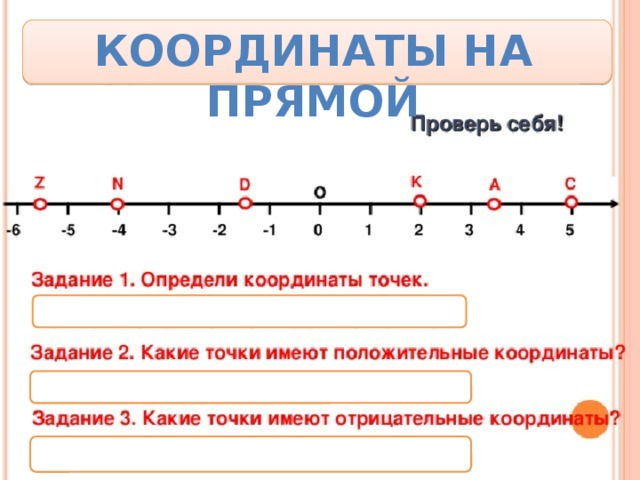 КООРДИНАТЫ НА
ПРЯМОЙ
Проверь себя!
Z N D O K A C
-6 -5 -4 -3 -2 -1 0 1 2 3 4 5
Задание 1. Определи координаты точек.
Задание 2. Какие точки имеют положительные координаты?
Задание 3. Какие точки имеют отрицательные координаты?